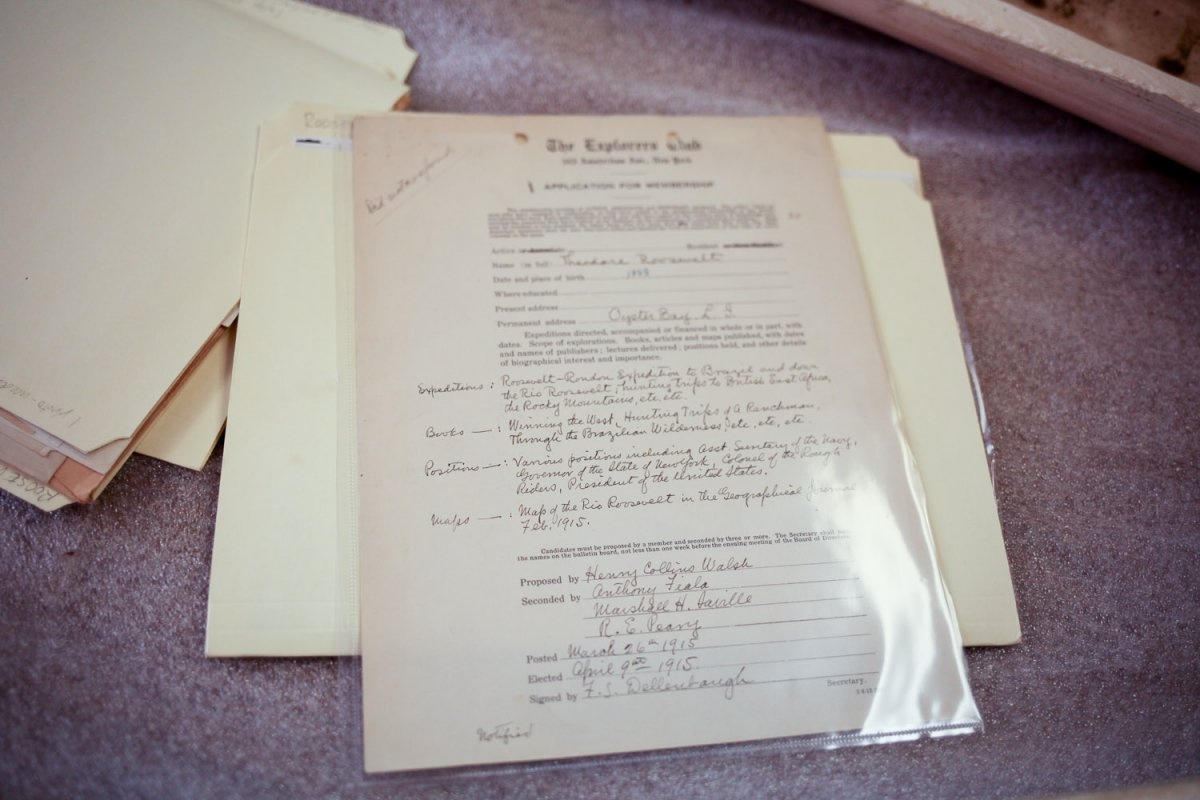 Roos
The Explorers Club
Amsterdam Ave., New York
APPLICATION FOR MEMBERSHIP
Active Resident
Name (in full) Theodore Roosevelt
Date and place of birth
Where educated
Present address
Permanent address Oyster Bay L. I.
Expeditions directed, accompanied or financed in whole or in part, with
dates. Scope of explorations. Books, articles and maps published, with dates
and names of publishers; lectures delivered; positions held, and other details
of biographical interest and importance.
Expeditions : Roosevelt-Rondon Expedition to Brazil and down
the Rio Roosevelt; hunting trips to British East Africa,
the Rocky Mountains, etc. etc.
Books — : Winning the West, Hunting Trips of A Ranchman,
Through the Brazilian Wilderness, etc., etc., etc.
Positions — : Various positions including Asst. Secretary of the Navy,
Governor of the State of New York, Colonel of the Rough
Riders, President of the United States.
Maps — : Map of the Rio Roosevelt in the Geographical Journal
Feb. 1915.
Candidates must be proposed by a member and seconded by three or more. The Secretary shall
the names on the bulletin board, not less than one week before the ensuing meeting of the Board of Directors.
Proposed by Henry Collins Walsh
Seconded by Anthony Fiala
Marshall H. Saville
R. E. Peary
Posted March 26th 1915
Elected April 9th 1915.
Signed by F. S. Dellenbaugh Secretary.
Notified